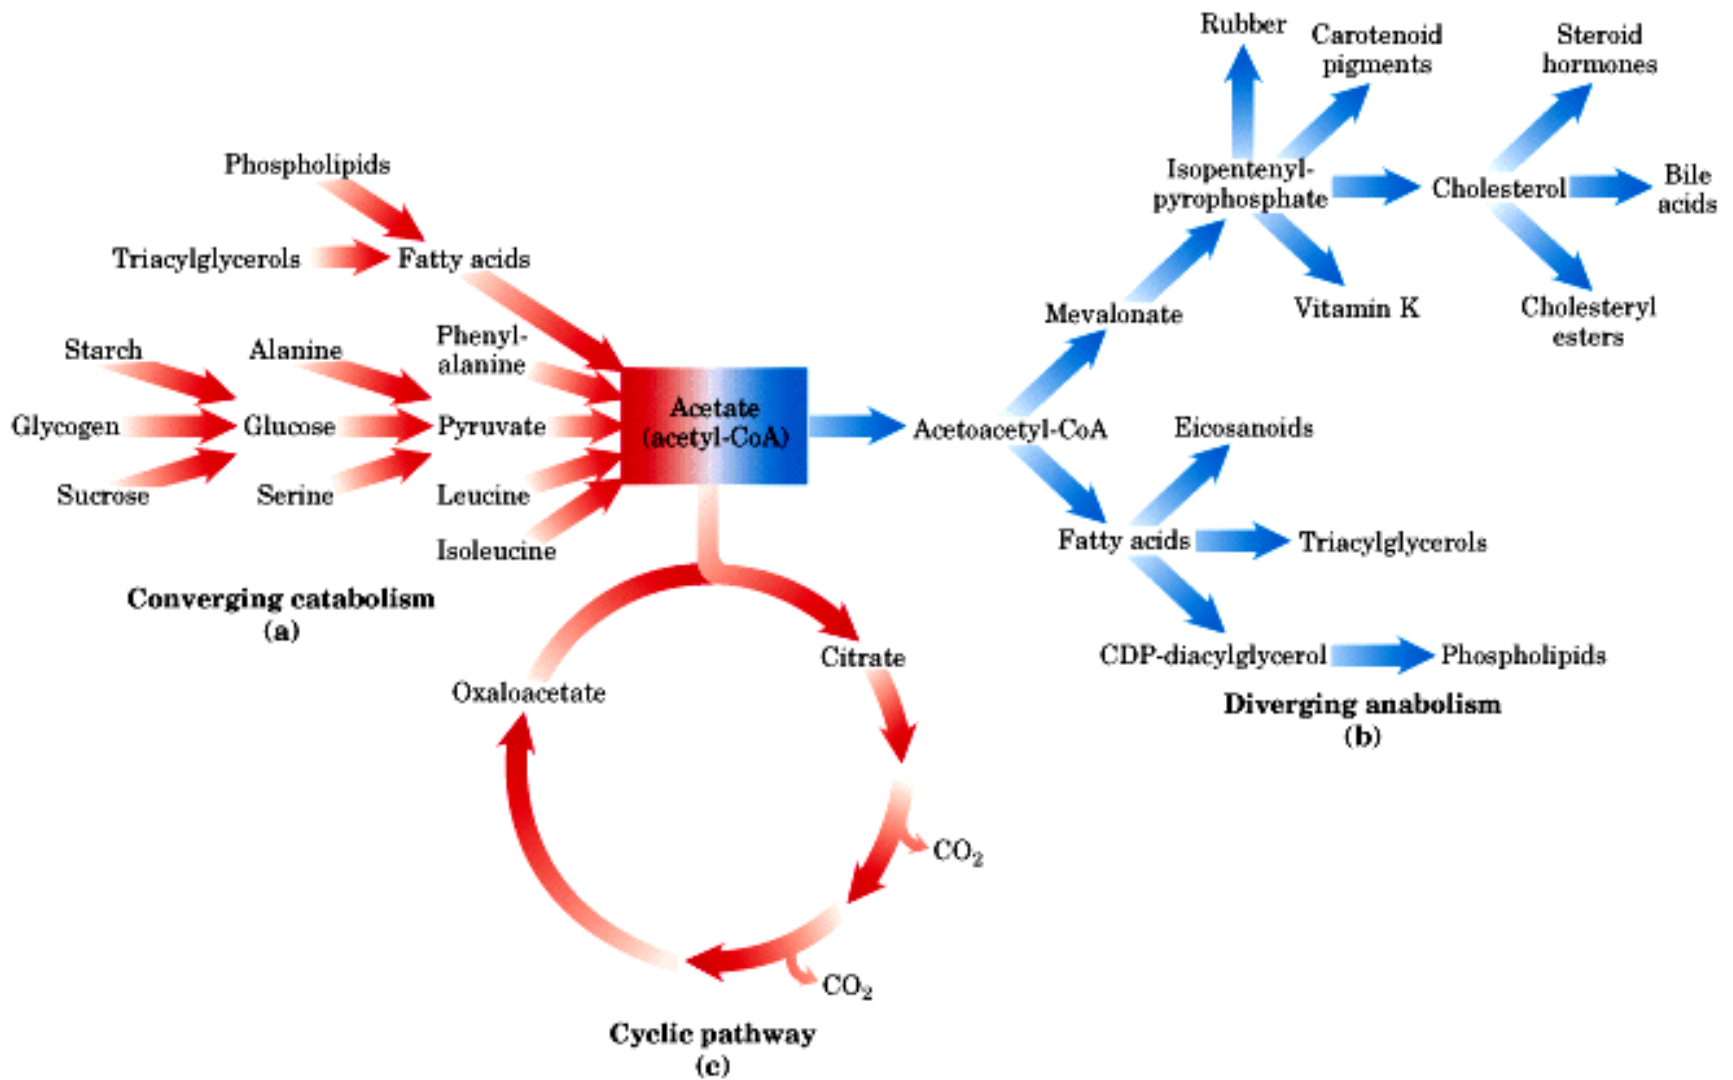 Rubber
Carotenoid
pigments
Steroid
hormones
Phospholipids
Isopentenyl-
pyrophosphate
Cholesterol
Bile
acids
Triacylglycerols
Fatty acids
Mevalonate
Vitamin K
Cholesteryl
esters
Starch
Alanine
Phenyl-
alanine
Glycogen
Glucose
Pyruvate
Acetate
(acetyl-CoA)
Acetoacetyl-CoA
Eicosanoids
Sucrose
Serine
Leucine
Isoleucine
Fatty acids
Triacylglycerols
Converging catabolism
(a)
CDP-diacylglycerol
Phospholipids
Diverging anabolism
(b)
Citrate
Oxaloacetate
CO₂
CO₂
Cyclic pathway
(c)